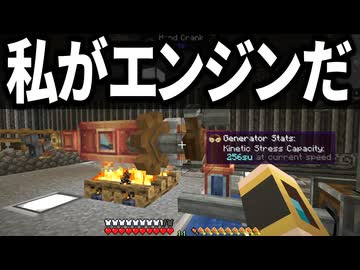 Hand Crank
私がエンジンだ
Generator Stats:
Kinetic Stress Capacity:
256su at current speed